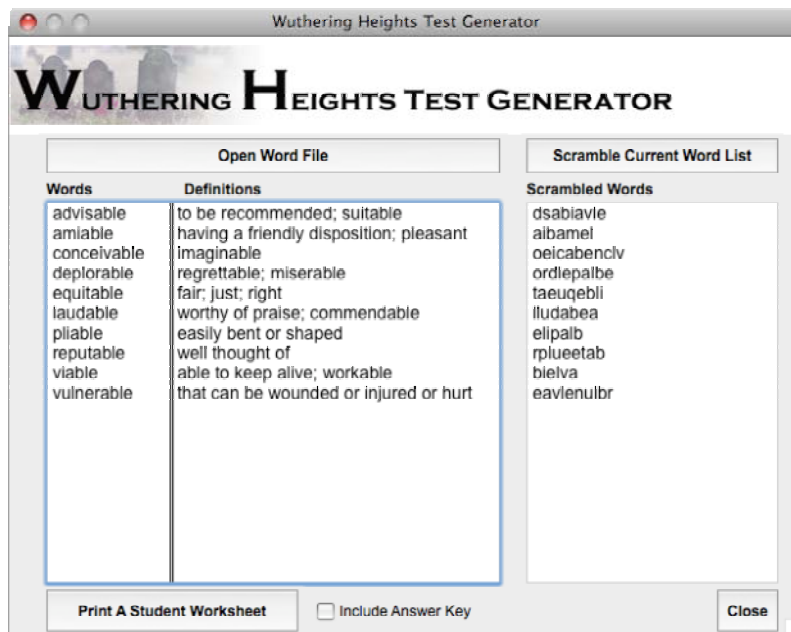 Wuthering Heights Test Generator
WUTHERING HEIGHTS TEST GENERATOR
Open Word File Scramble Current Word List
Words Definitions Scrambled Words
advisable to be recommended; suitable dsabiavle
amiable having a friendly disposition; pleasant aibamel
conceivable imaginable oeicabenclv
deplorable regrettable; miserable ordlepalbe
equitable fair; just; right taeuqebli
laudable worthy of praise; commendable lludabea
pliable easily bent or shaped elipalb
reputable well thought of rplueetab
viable able to keep alive; workable bielva
vulnerable that can be wounded or injured or hurt eavlenulbr
Print A Student Worksheet Include Answer Key Close